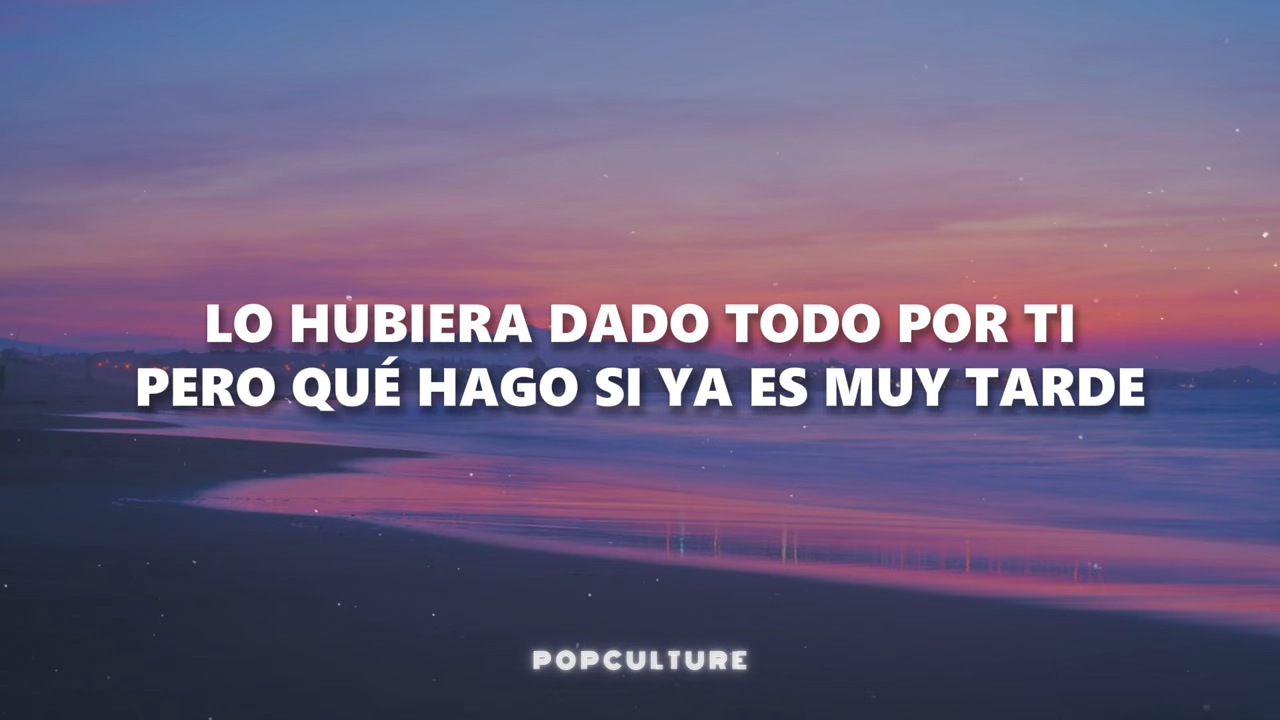 LO HUBIERA DADO TODO POR TI
PERO QUÉ HAGO SI YA ES MUY TARDE
POPCULTURE